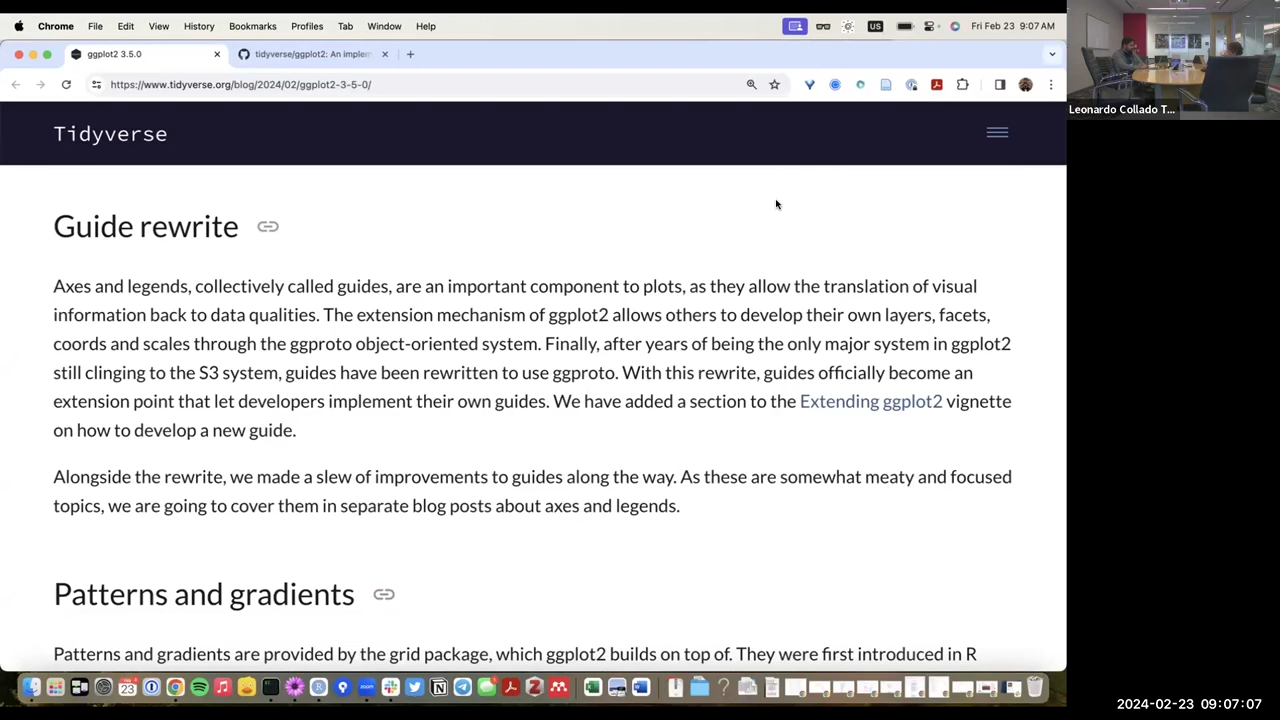 Chrome File Edit View History Bookmarks Profiles Tab Window Help US Fri Feb 23 9:07 AM
ggplot2 3.5.0 tidyverse/ggplot2: An implem
https://www.tidyverse.org/blog/2024/02/ggplot2-3-5-0/
Leonardo Collado T...
Tidyverse
Guide rewrite
Axes and legends, collectively called guides, are an important component to plots, as they allow the translation of visual
information back to data qualities. The extension mechanism of ggplot2 allows others to develop their own layers, facets,
coords and scales through the ggproto object-oriented system. Finally, after years of being the only major system in ggplot2
still clinging to the S3 system, guides have been rewritten to use ggproto. With this rewrite, guides officially become an
extension point that let developers implement their own guides. We have added a section to the Extending ggplot2 vignette
on how to develop a new guide.
Alongside the rewrite, we made a slew of improvements to guides along the way. As these are somewhat meaty and focused
topics, we are going to cover them in separate blog posts about axes and legends.
Patterns and gradients
Patterns and gradients are provided by the grid package, which ggplot2 builds on top of. They were first introduced in R
2024-02-23 09:07:07